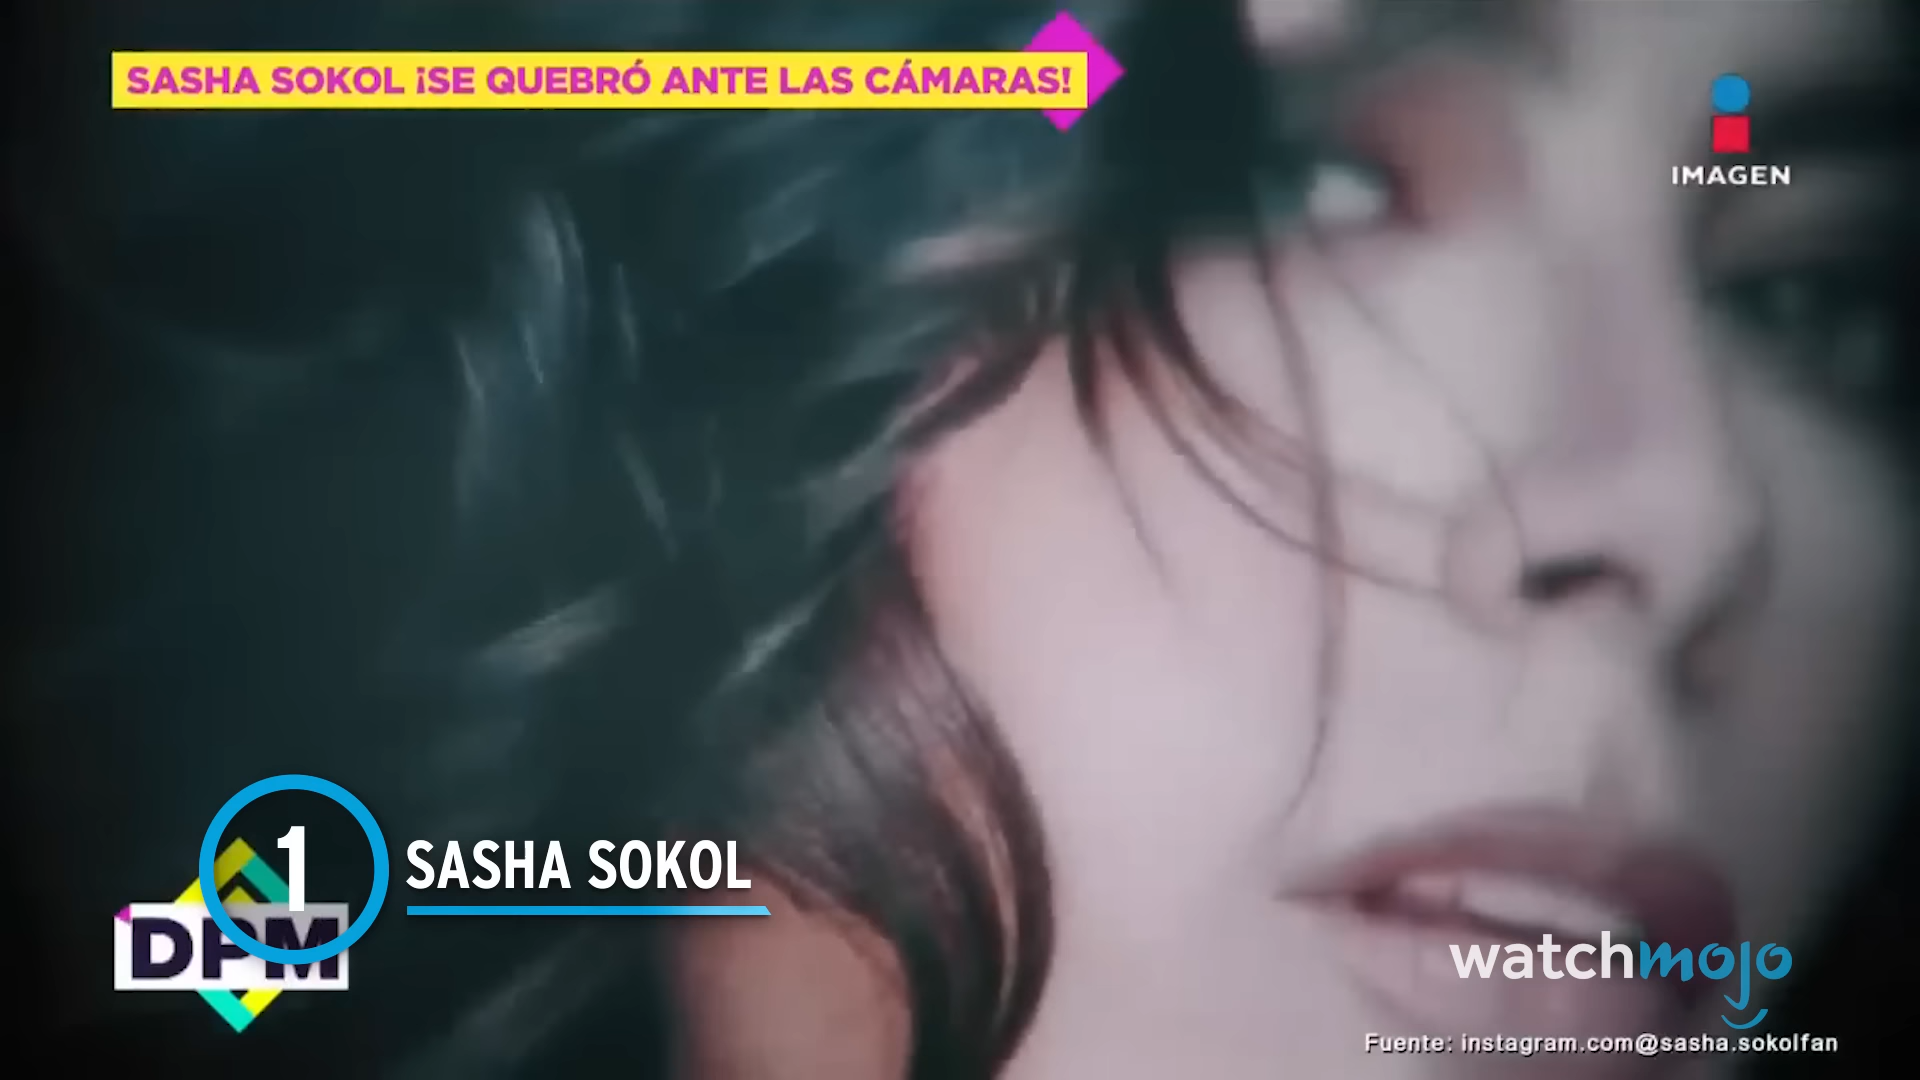 SASHA SOKOL ¡SE QUEBRÓ ANTE LAS CÁMARAS!
IMAGEN
1
SASHA SOKOL
DPM
watchmojo
Fuente: instagram.com@sasha.sokolfan